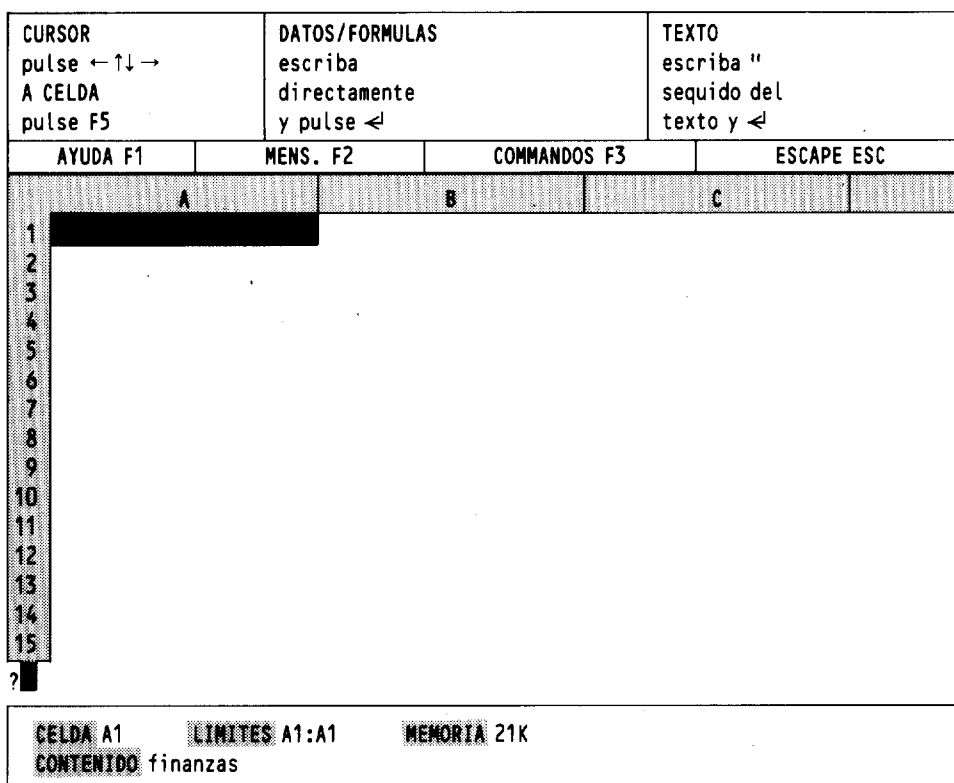 CURSOR
pulse ←↑↓→
A CELDA
pulse F5
DATOS/FORMULAS
escriba
directamente
y pulse ↵
TEXTO
escriba "
sequido del
texto y ↵
AYUDA F1 MENS. F2 COMMANDOS F3 ESCAPE ESC
A B C
1
2
3
4
5
6
7
8
9
10
11
12
13
14
15
?
CELDA A1 LIMITES A1:A1 MEMORIA 21K
CONTENIDO finanzas